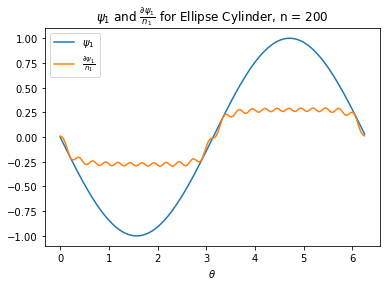 ψ₁ and ∂ψ₁/n₁ for Ellipse Cylinder, n = 200
ψ₁
∂ψ₁/n₁
1.00
0.75
0.50
0.25
0.00
−0.25
−0.50
−0.75
−1.00
0 1 2 3 4 5 6
θ